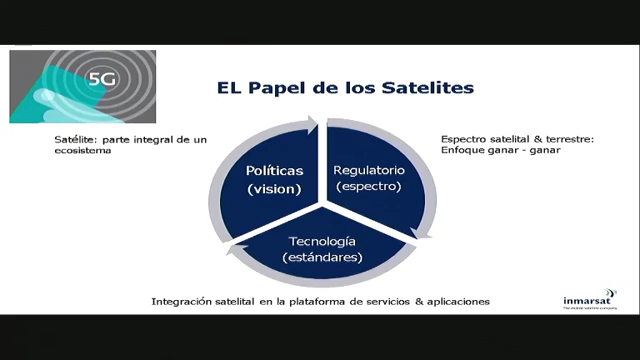 5G
EL Papel de los Satelites
Satélite: parte integral de un
ecosistema
Espectro satelital & terrestre:
Enfoque ganar - ganar
Políticas
(vision)
Regulatorio
(espectro)
Tecnología
(estándares)
Integración satelital en la plataforma de servicios & aplicaciones
inmarsat